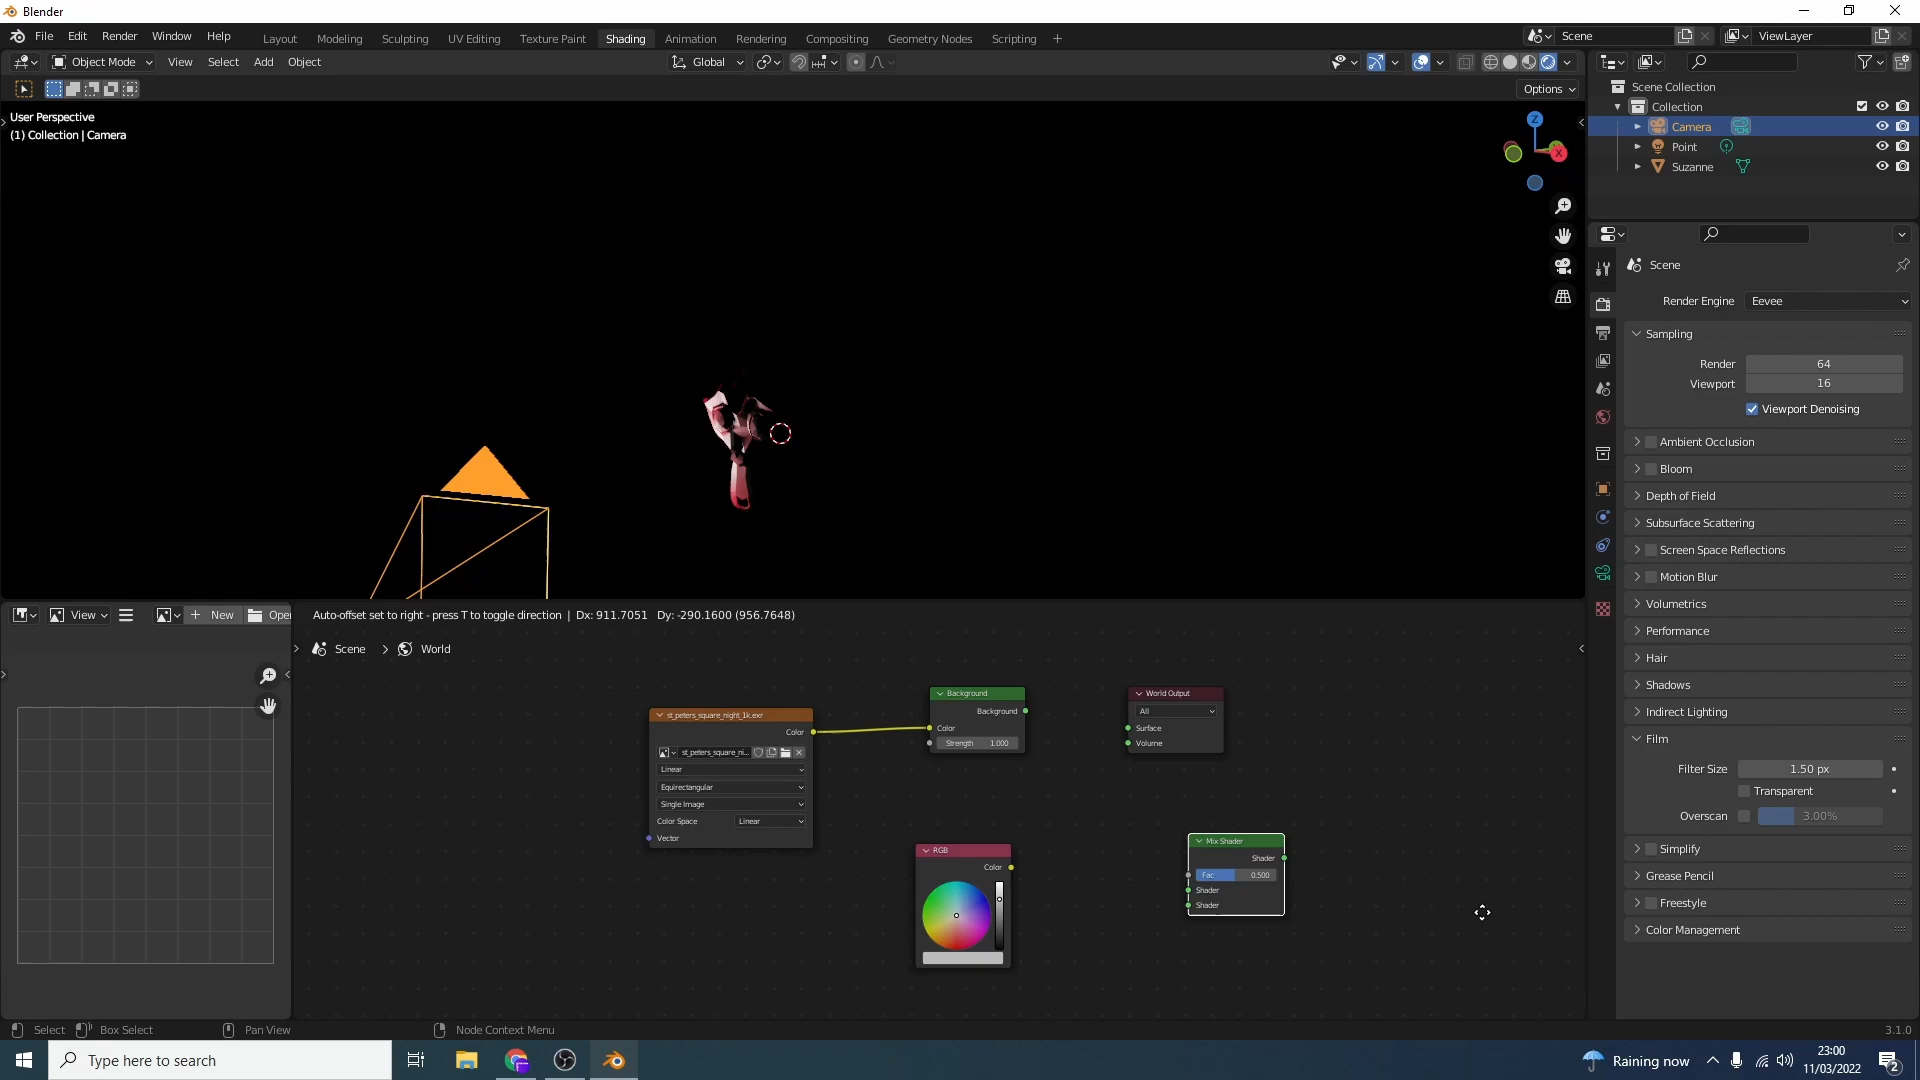 Blender
File Edit Render Window Help
Layout Modeling Sculpting UV Editing Texture Paint Shading Animation Rendering Compositing Geometry Nodes Scripting
Scene
ViewLayer
Object Mode View Select Add Object
Global
Options
User Perspective
(1) Collection | Camera
Z
X
Scene Collection
Collection
Camera
Point
Suzanne
Scene
Render Engine Eevee
Sampling
Render 64
Viewport 16
Viewport Denoising
Ambient Occlusion
Bloom
Depth of Field
Subsurface Scattering
Screen Space Reflections
Motion Blur
Volumetrics
Performance
Hair
Shadows
Indirect Lighting
Film
Filter Size 1.50 px
Transparent
Overscan 3.00%
Simplify
Grease Pencil
Freestyle
Color Management
View
New
Oper
Auto-offset set to right - press T to toggle direction | Dx: 911.7051 Dy: -290.1600 (956.7648)
Scene > World
st_peters_square_night_1k.exr
Color
st_peters_square_ni...
Linear
Equirectangular
Single Image
Color Space Linear
Vector
Background
Background
Color
Strength 1.000
World Output
All
Surface
Volume
RGB
Color
Mix Shader
Shader
Fac 0.500
Shader
Shader
Select Box Select Pan View Node Context Menu
3.1.0
Type here to search
Raining now
23:00
11/03/2022
2